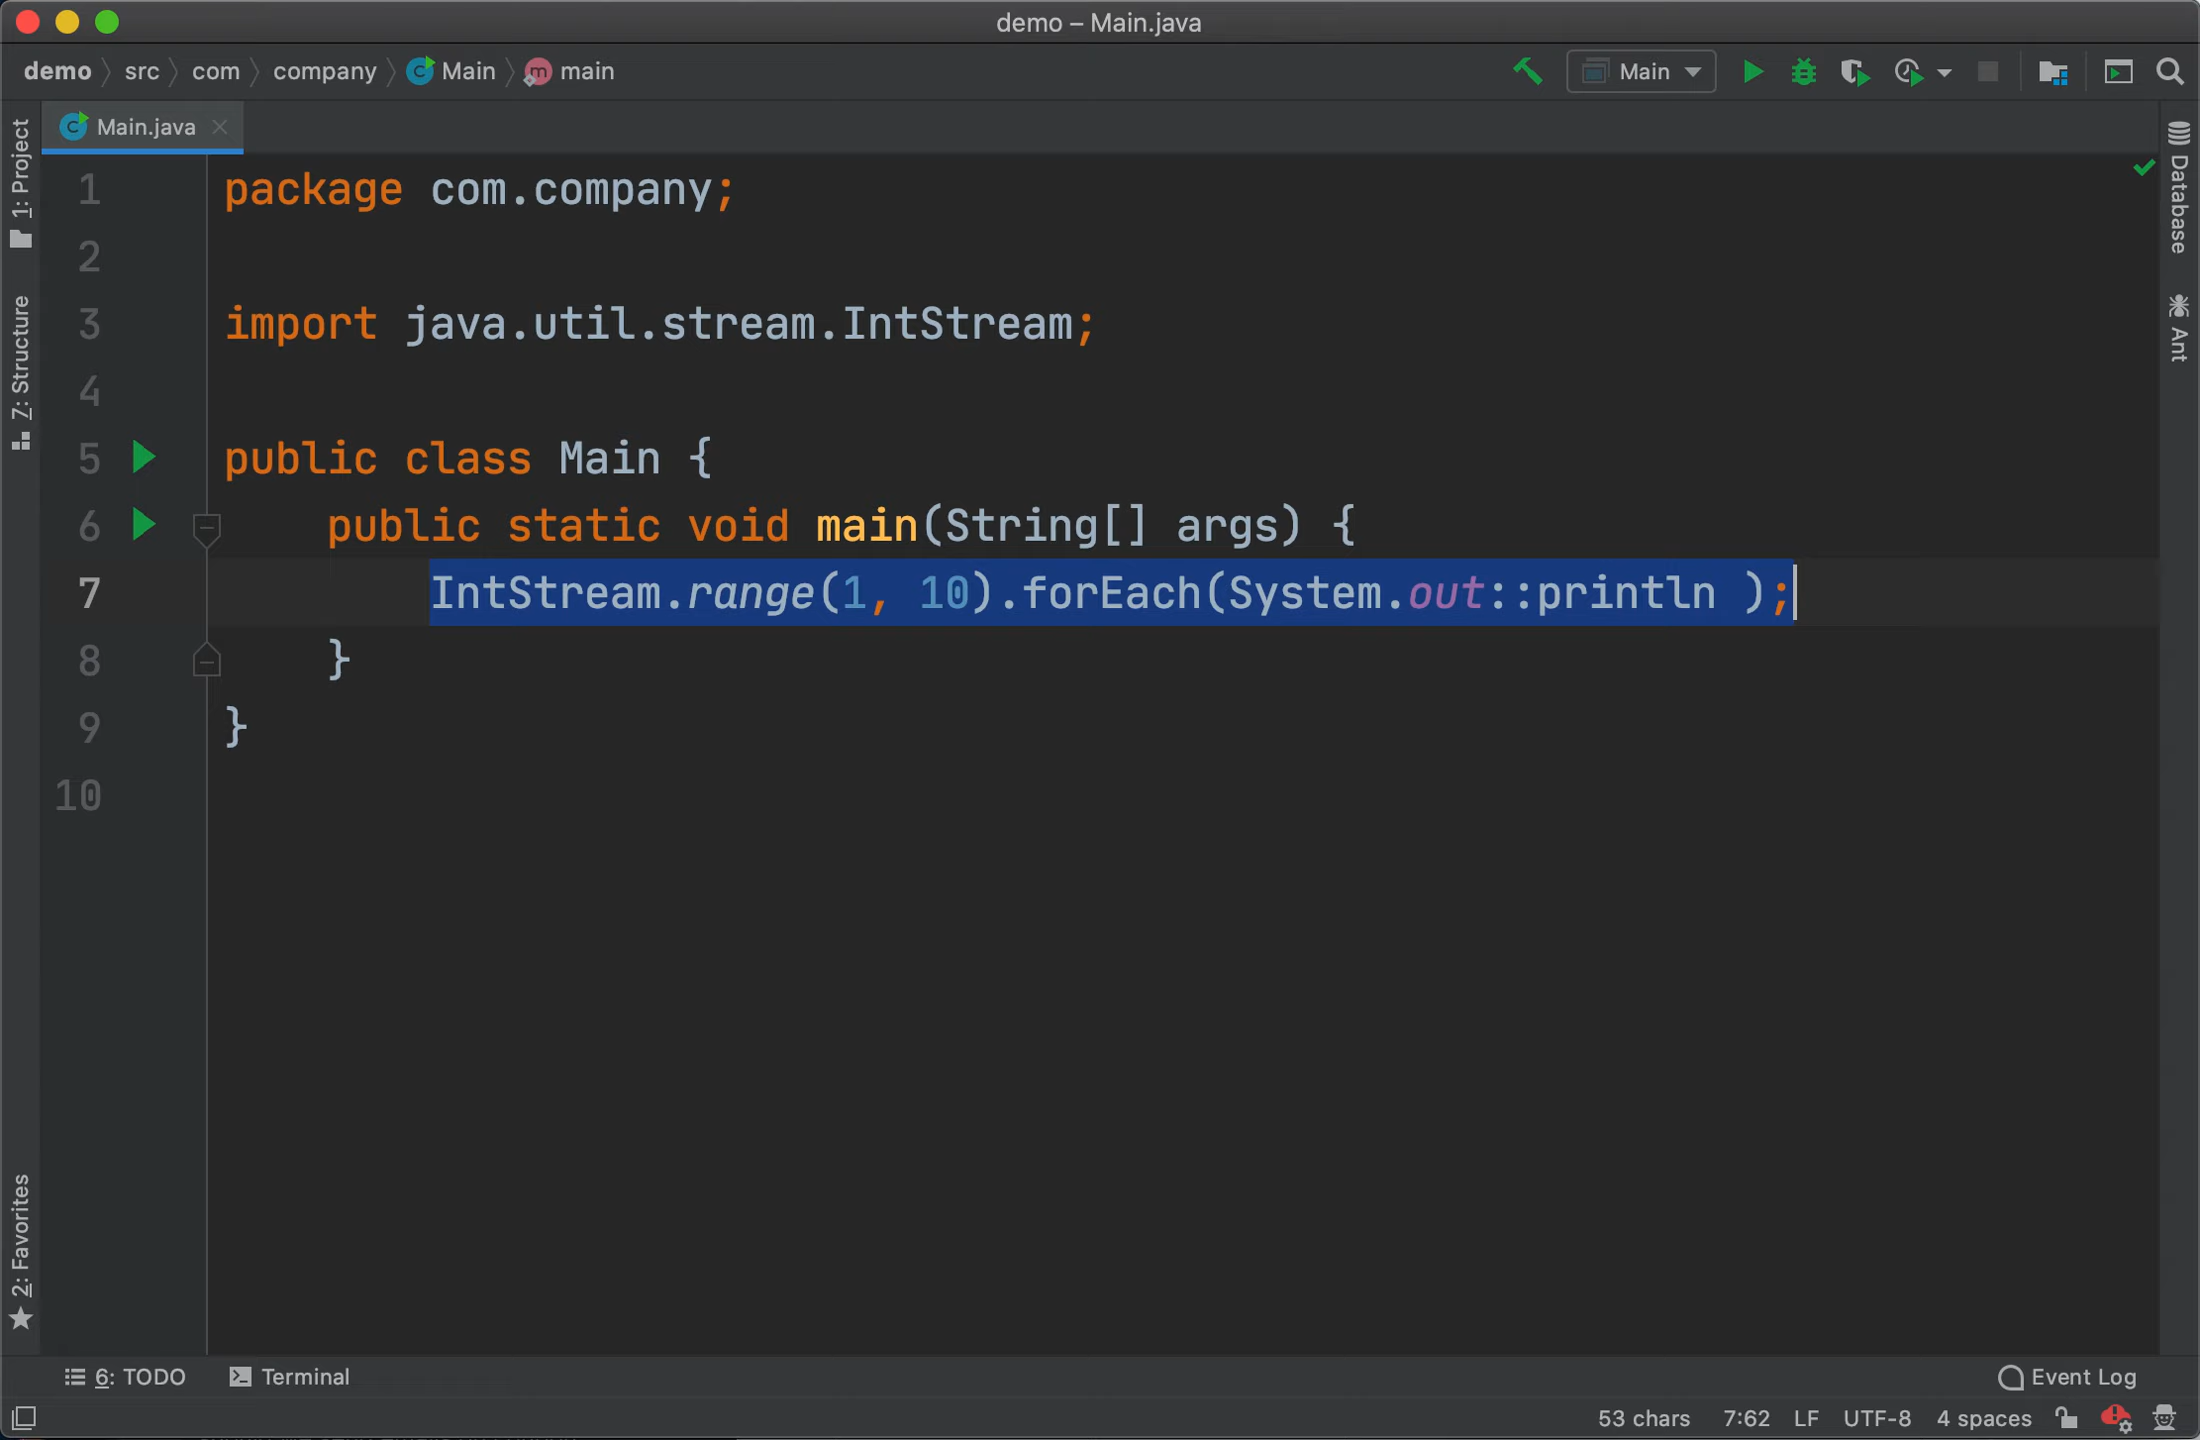 demo – Main.java
demo src com company Main main
Main
Main.java
1: Project
7: Structure
2: Favorites
Database
Ant
1 package com.company;
2
3 import java.util.stream.IntStream;
4
5 public class Main {
6 public static void main(String[] args) {
7 IntStream.range(1, 10).forEach(System.out::println );
8 }
9 }
10
6: TODO Terminal Event Log
53 chars 7:62 LF UTF-8 4 spaces